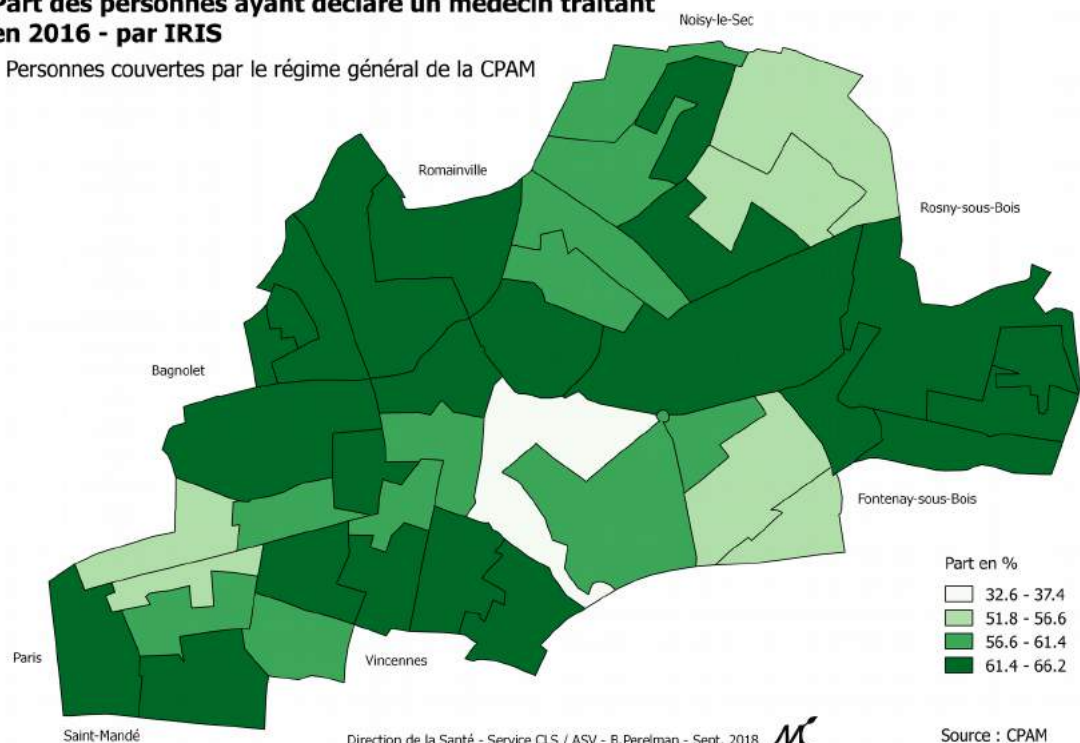 Part des personnes ayant déclaré un médecin traitant
en 2016 - par IRIS
Personnes couvertes par le régime général de la CPAM
Noisy-le-Sec
Romainville
Rosny-sous-Bois
Bagnolet
Fontenay-sous-Bois
Part en %
32.6 - 37.4
51.8 - 56.6
56.6 - 61.4
61.4 - 66.2
Paris
Vincennes
Saint-Mandé
Direction de la Santé - Service CLS / ASV - B.Perelman - Sept. 2018
Source : CPAM